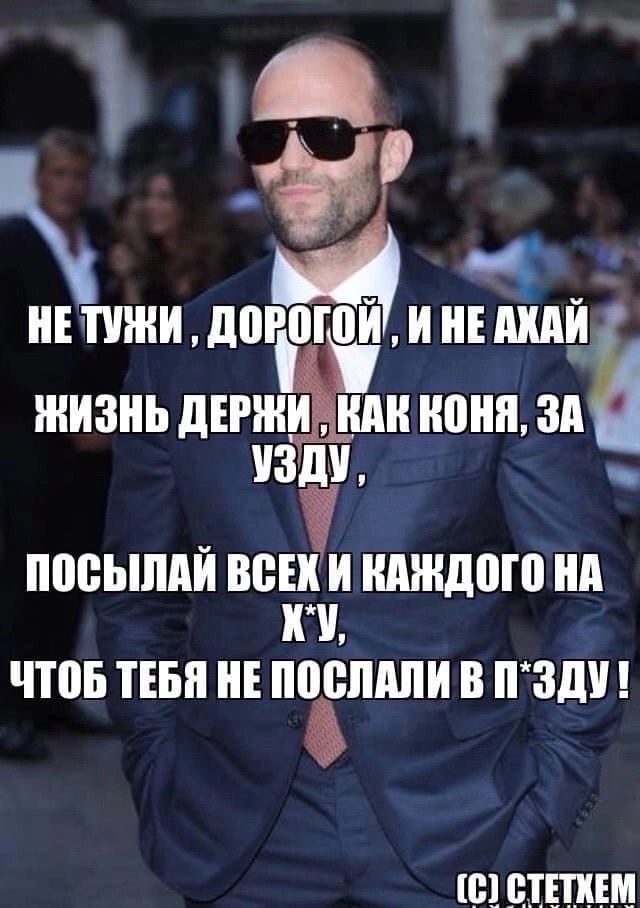 НЕ ТУЖИ , ДОРОГОЙ , И НЕ АХАЙ
ЖИЗНЬ ДЕРЖИ , КАК КОНЯ, ЗА
УЗДУ ,
ПОСЫЛАЙ ВСЕХ И КАЖДОГО НА
Х*У,
ЧТОБ ТЕБЯ НЕ ПОСЛАЛИ В П*ЗДУ !
(С) СТЕТХЕМ